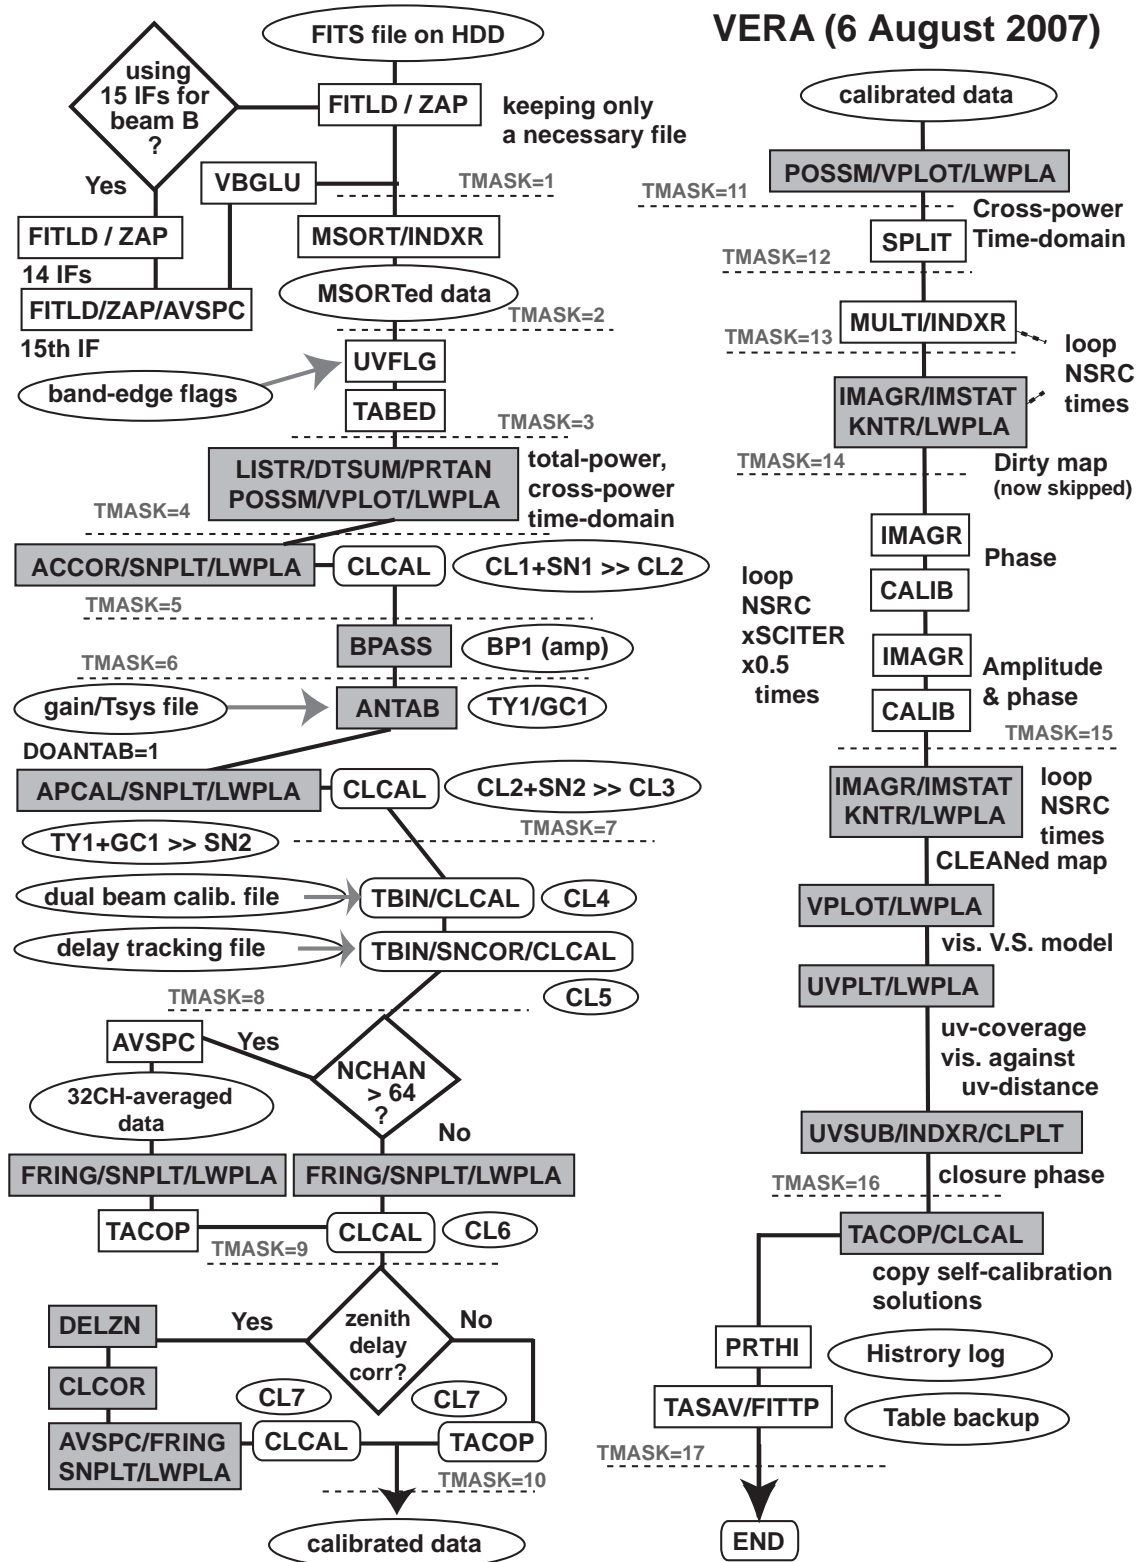 VERA (6 August 2007)
FITS file on HDD
using
15 IFs for
beam B
?
FITLD / ZAP
keeping only
a necessary file
Yes
VBGLU
TMASK=1
FITLD / ZAP
14 IFs
MSORT/INDXR
FITLD/ZAP/AVSPC
15th IF
MSORTed data
TMASK=2
UVFLG
band-edge flags
TABED
TMASK=3
LISTR/DTSUM/PRTAN
POSSM/VPLOT/LWPLA
total-power,
cross-power
time-domain
TMASK=4
ACCOR/SNPLT/LWPLA
CLCAL
CL1+SN1 >> CL2
TMASK=5
BPASS
BP1 (amp)
TMASK=6
gain/Tsys file
ANTAB
TY1/GC1
DOANTAB=1
APCAL/SNPLT/LWPLA
CLCAL
CL2+SN2 >> CL3
TMASK=7
TY1+GC1 >> SN2
dual beam calib. file
TBIN/CLCAL
CL4
delay tracking file
TBIN/SNCOR/CLCAL
CL5
TMASK=8
AVSPC
Yes
NCHAN
> 64
?
32CH-averaged
data
No
FRING/SNPLT/LWPLA
FRING/SNPLT/LWPLA
TACOP
CLCAL
CL6
TMASK=9
DELZN
Yes
zenith
delay
corr?
No
CLCOR
CL7
CL7
AVSPC/FRING
SNPLT/LWPLA
CLCAL
TACOP
TMASK=10
calibrated data
calibrated data
POSSM/VPLOT/LWPLA
TMASK=11
Cross-power
Time-domain
SPLIT
TMASK=12
MULTI/INDXR
TMASK=13
loop
NSRC
times
IMAGR/IMSTAT
KNTR/LWPLA
TMASK=14
Dirty map
(now skipped)
IMAGR
Phase
CALIB
loop
NSRC
xSCITER
x0.5
times
IMAGR
Amplitude
& phase
CALIB
TMASK=15
IMAGR/IMSTAT
KNTR/LWPLA
loop
NSRC
times
CLEANed map
VPLOT/LWPLA
vis. V.S. model
UVPLT/LWPLA
uv-coverage
vis. against
uv-distance
UVSUB/INDXR/CLPLT
closure phase
TMASK=16
TACOP/CLCAL
copy self-calibration
solutions
PRTHI
Histrory log
TASAV/FITTP
Table backup
TMASK=17
END